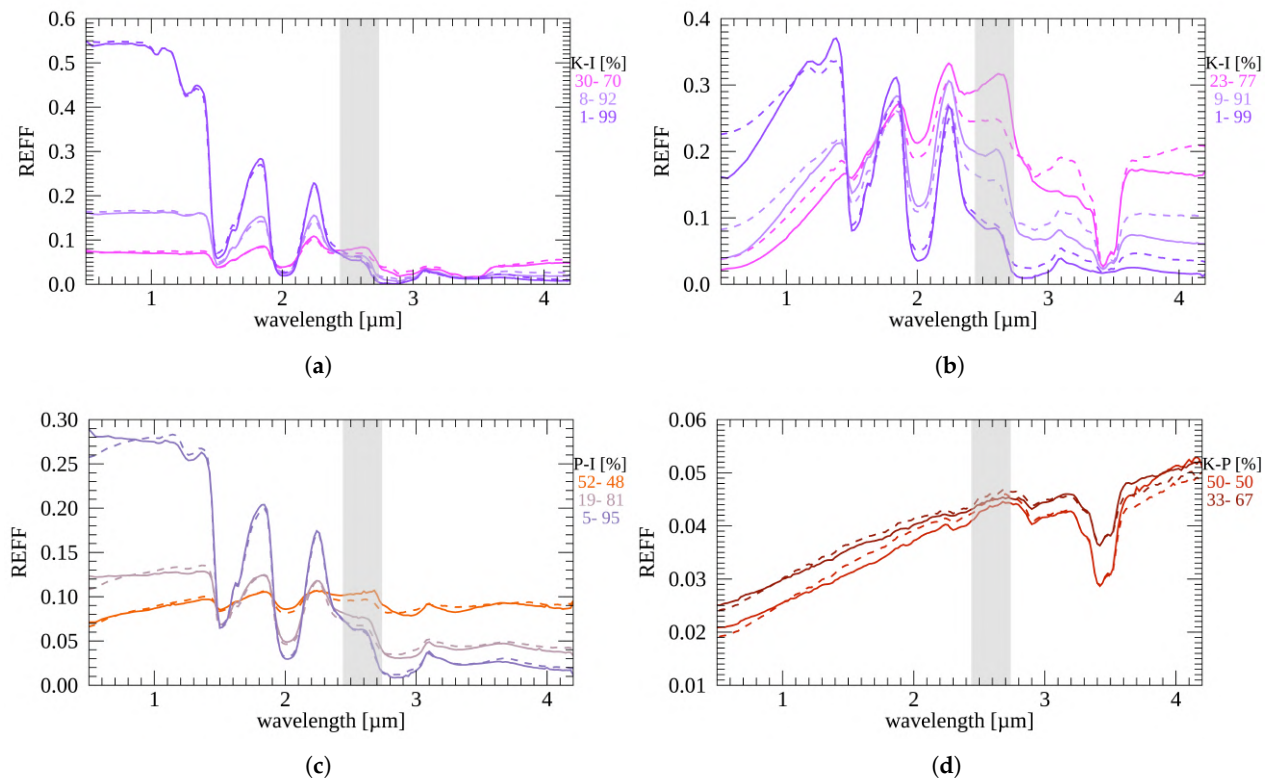 0.6
0.5
0.4
0.3
0.2
0.1
0.0
REFF
1 2 3 4
wavelength [µm]
K-I [%]
30- 70
8- 92
1- 99
(a)
0.4
0.3
0.2
0.1
0.0
REFF
1 2 3 4
wavelength [µm]
K-I [%]
23- 77
9- 91
1- 99
(b)
0.30
0.25
0.20
0.15
0.10
0.05
0.00
REFF
1 2 3 4
wavelength [µm]
P-I [%]
52- 48
19- 81
5- 95
(c)
0.06
0.05
0.04
0.03
0.02
0.01
REFF
1 2 3 4
wavelength [µm]
K-P [%]
50- 50
33- 67
(d)